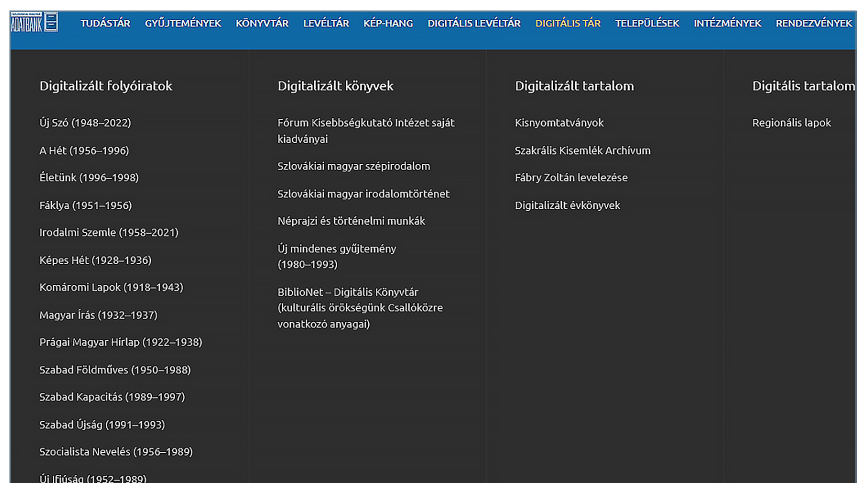 ADATBANK
TUDÁSTÁR GYŰJTEMÉNYEK KÖNYVTÁR LEVÉLTÁR KÉP-HANG DIGITÁLIS LEVÉLTÁR DIGITÁLIS TÁR TELEPÜLÉSEK INTÉZMÉNYEK RENDEZVÉNYEK
Digitalizált folyóiratok
Új Szó (1948–2022)
A Hét (1956–1996)
Életünk (1996–1998)
Fáklya (1951–1956)
Irodalmi Szemle (1958–2021)
Képes Hét (1928–1936)
Komáromi Lapok (1918–1943)
Magyar Írás (1932–1937)
Prágai Magyar Hírlap (1922–1938)
Szabad Földműves (1950–1988)
Szabad Kapacitás (1989–1997)
Szabad Újság (1991–1993)
Szocialista Nevelés (1956–1989)
Új Ifjúság (1952–1989)
Digitalizált könyvek
Fórum Kisebbségkutató Intézet saját
kiadványai
Szlovákiai magyar szépirodalom
Szlovákiai magyar irodalomtörténet
Néprajzi és történelmi munkák
Új mindenes gyűjtemény
(1980–1993)
BiblioNet – Digitális Könyvtár
(kulturális örökségünk Csallóközre
vonatkozó anyagai)
Digitalizált tartalom
Kisnyomtatványok
Szakrális Kisemlék Archívum
Fábry Zoltán levelezése
Digitalizált évkönyvek
Digitális tartalom
Regionális lapok